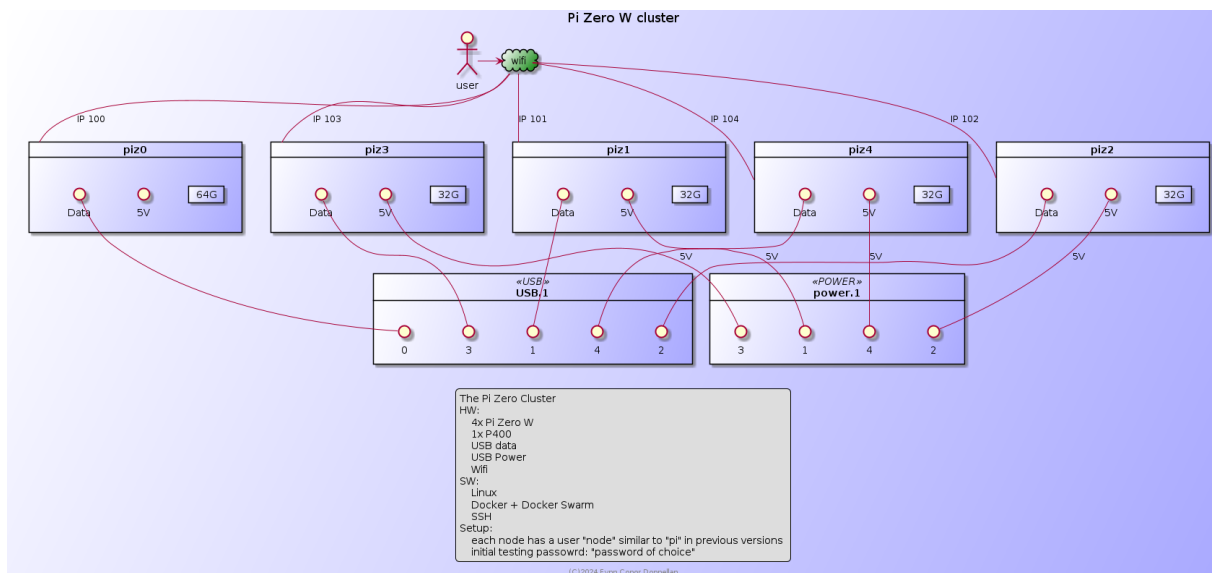 Pi Zero W cluster
wifi
user
IP 100
IP 103
IP 101
IP 104
IP 102
piz0
piz3
piz1
piz4
piz2
64G
32G
32G
32G
32G
Data
5V
Data
5V
Data
5V
Data
5V
Data
5V
5V
5V
5V
5V
«USB»
USB.1
«POWER»
power.1
0
3
1
4
2
3
1
4
2
The Pi Zero Cluster
HW:
4x Pi Zero W
1x P400
USB data
USB Power
Wifi
SW:
Linux
Docker + Docker Swarm
SSH
Setup:
each node has a user "node" similar to "pi" in previous versions
initial testing passowrd: "password of choice"
(C)2024 Conor